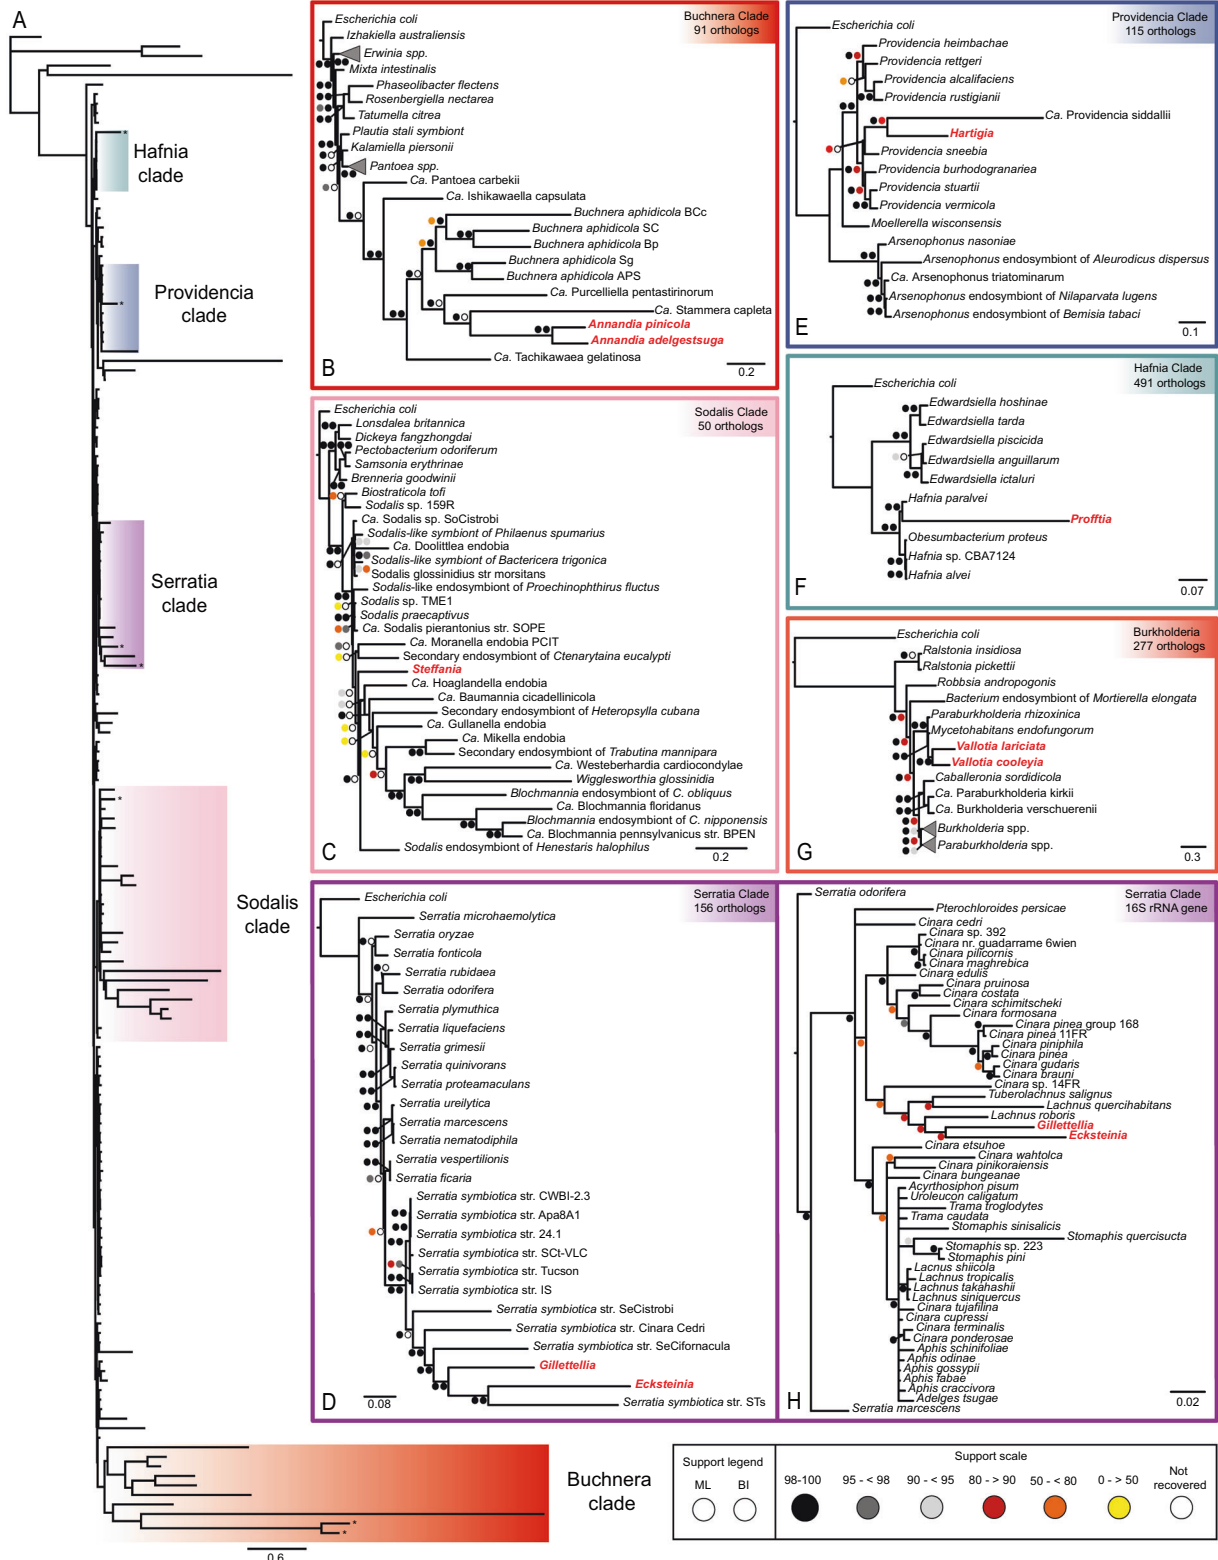 A
Hafnia
clade
Providencia
clade
Serratia
clade
Sodalis
clade
Buchnera
clade
*
*
*
*
*
*
*
0.6
Buchnera Clade
91 orthologs
Escherichia coli
Izhakiella australiensis
Erwinia spp.
Mixta intestinalis
Phaseolibacter flectens
Rosenbergiella nectarea
Tatumella citrea
Plautia stali symbiont
Kalamiella piersonii
Pantoea spp.
Ca. Pantoea carbekii
Ca. Ishikawaella capsulata
Buchnera aphidicola BCc
Buchnera aphidicola SC
Buchnera aphidicola Bp
Buchnera aphidicola Sg
Buchnera aphidicola APS
Ca. Purcelliella pentastirinorum
Ca. Stammera capleta
Annandia pinicola
Annandia adelgestsuga
Ca. Tachikawaea gelatinosa
B
0.2
Sodalis Clade
50 orthologs
Escherichia coli
Lonsdalea britannica
Dickeya fangzhongdai
Pectobacterium odoriferum
Samsonia erythrinae
Brenneria goodwinii
Biostraticola tofi
Sodalis sp. 159R
Ca. Sodalis sp. SoCistrobi
Sodalis-like symbiont of Philaenus spumarius
Ca. Doolittlea endobia
Sodalis-like symbiont of Bactericera trigonica
Sodalis glossinidius str morsitans
Sodalis-like endosymbiont of Proechinophthirus fluctus
Sodalis sp. TME1
Sodalis praecaptivus
Ca. Sodalis pierantonius str. SOPE
Ca. Moranella endobia PCIT
Secondary endosymbiont of Ctenarytaina eucalypti
Steffania
Ca. Hoaglandella endobia
Ca. Baumannia cicadellinicola
Secondary endosymbiont of Heteropsylla cubana
Ca. Gullanella endobia
Ca. Mikella endobia
Secondary endosymbiont of Trabutina mannipara
Ca. Westeberhardia cardiocondylae
Wigglesworthia glossinidia
Blochmannia endosymbiont of C. obliquus
Ca. Blochmannia floridanus
Blochmannia endosymbiont of C. nipponensis
Ca. Blochmannia pennsylvanicus str. BPEN
Sodalis endosymbiont of Henestaris halophilus
C
0.2
Serratia Clade
156 orthologs
Escherichia coli
Serratia microhaemolytica
Serratia oryzae
Serratia fonticola
Serratia rubidaea
Serratia odorifera
Serratia plymuthica
Serratia liquefaciens
Serratia grimesii
Serratia quinivorans
Serratia proteamaculans
Serratia ureilytica
Serratia marcescens
Serratia nematodiphila
Serratia vespertilionis
Serratia ficaria
Serratia symbiotica str. CWBI-2.3
Serratia symbiotica str. Apa8A1
Serratia symbiotica str. 24.1
Serratia symbiotica str. SCt-VLC
Serratia symbiotica str. Tucson
Serratia symbiotica str. IS
Serratia symbiotica str. SeCistrobi
Serratia symbiotica str. Cinara Cedri
Serratia symbiotica str. SeCifornacula
Gillettellia
Ecksteinia
Serratia symbiotica str. STs
D
0.08
Providencia Clade
115 orthologs
Escherichia coli
Providencia heimbachae
Providencia rettgeri
Providencia alcalifaciens
Providencia rustigianii
Ca. Providencia siddallii
Hartigia
Providencia sneebia
Providencia burhodogranariea
Providencia stuartii
Providencia vermicola
Moellerella wisconsensis
Arsenophonus nasoniae
Arsenophonus endosymbiont of Aleurodicus dispersus
Ca. Arsenophonus triatominarum
Arsenophonus endosymbiont of Nilaparvata lugens
Arsenophonus endosymbiont of Bemisia tabaci
E
0.1
Hafnia Clade
491 orthologs
Escherichia coli
Edwardsiella hoshinae
Edwardsiella tarda
Edwardsiella piscicida
Edwardsiella anguillarum
Edwardsiella ictaluri
Hafnia paralvei
Profftia
Obesumbacterium proteus
Hafnia sp. CBA7124
Hafnia alvei
F
0.07
Burkholderia
277 orthologs
Escherichia coli
Ralstonia insidiosa
Ralstonia pickettii
Robbsia andropogonis
Bacterium endosymbiont of Mortierella elongata
Paraburkholderia rhizoxinica
Mycetohabitans endofungorum
Vallotia lariciata
Vallotia cooleyia
Caballeronia sordidicola
Ca. Paraburkholderia kirkii
Ca. Burkholderia verschuerenii
Burkholderia spp.
Paraburkholderia spp.
G
0.3
Serratia Clade
16S rRNA gene
Serratia odorifera
Pterochloroides persicae
Cinara cedri
Cinara sp. 392
Cinara nr. guadarrame 6wien
Cinara pilicornis
Cinara maghrebica
Cinara edulis
Cinara pruinosa
Cinara costata
Cinara schimitscheki
Cinara formosana
Cinara pinea group 168
Cinara pinea 11FR
Cinara piniphila
Cinara pinea
Cinara gudaris
Cinara brauni
Cinara sp. 14FR
Tuberolachnus salignus
Lachnus quercihabitans
Lachnus roboris
Gillettellia
Ecksteinia
Cinara etsuhoe
Cinara wahtolca
Cinara pinikoraiensis
Cinara bungeanae
Acyrthosiphon pisum
Uroleucon caligatum
Trama troglodytes
Trama caudata
Stomaphis sinisalicis
Stomaphis quercisucta
Stomaphis sp. 223
Stomaphis pini
Lacnus shiicola
Lachnus tropicalis
Lachnus takahashii
Lachnus siniquercus
Cinara tujafilina
Cinara cupressi
Cinara terminalis
Cinara ponderosae
Aphis schinifoliae
Aphis odinae
Aphis gossypii
Aphis fabae
Aphis craccivora
Adelges tsugae
Serratia marcescens
H
0.02
Support legend
ML BI
Support scale
98-100 95 - < 98 90 - < 95 80 - > 90 50 - < 80 0 - > 50 Not recovered